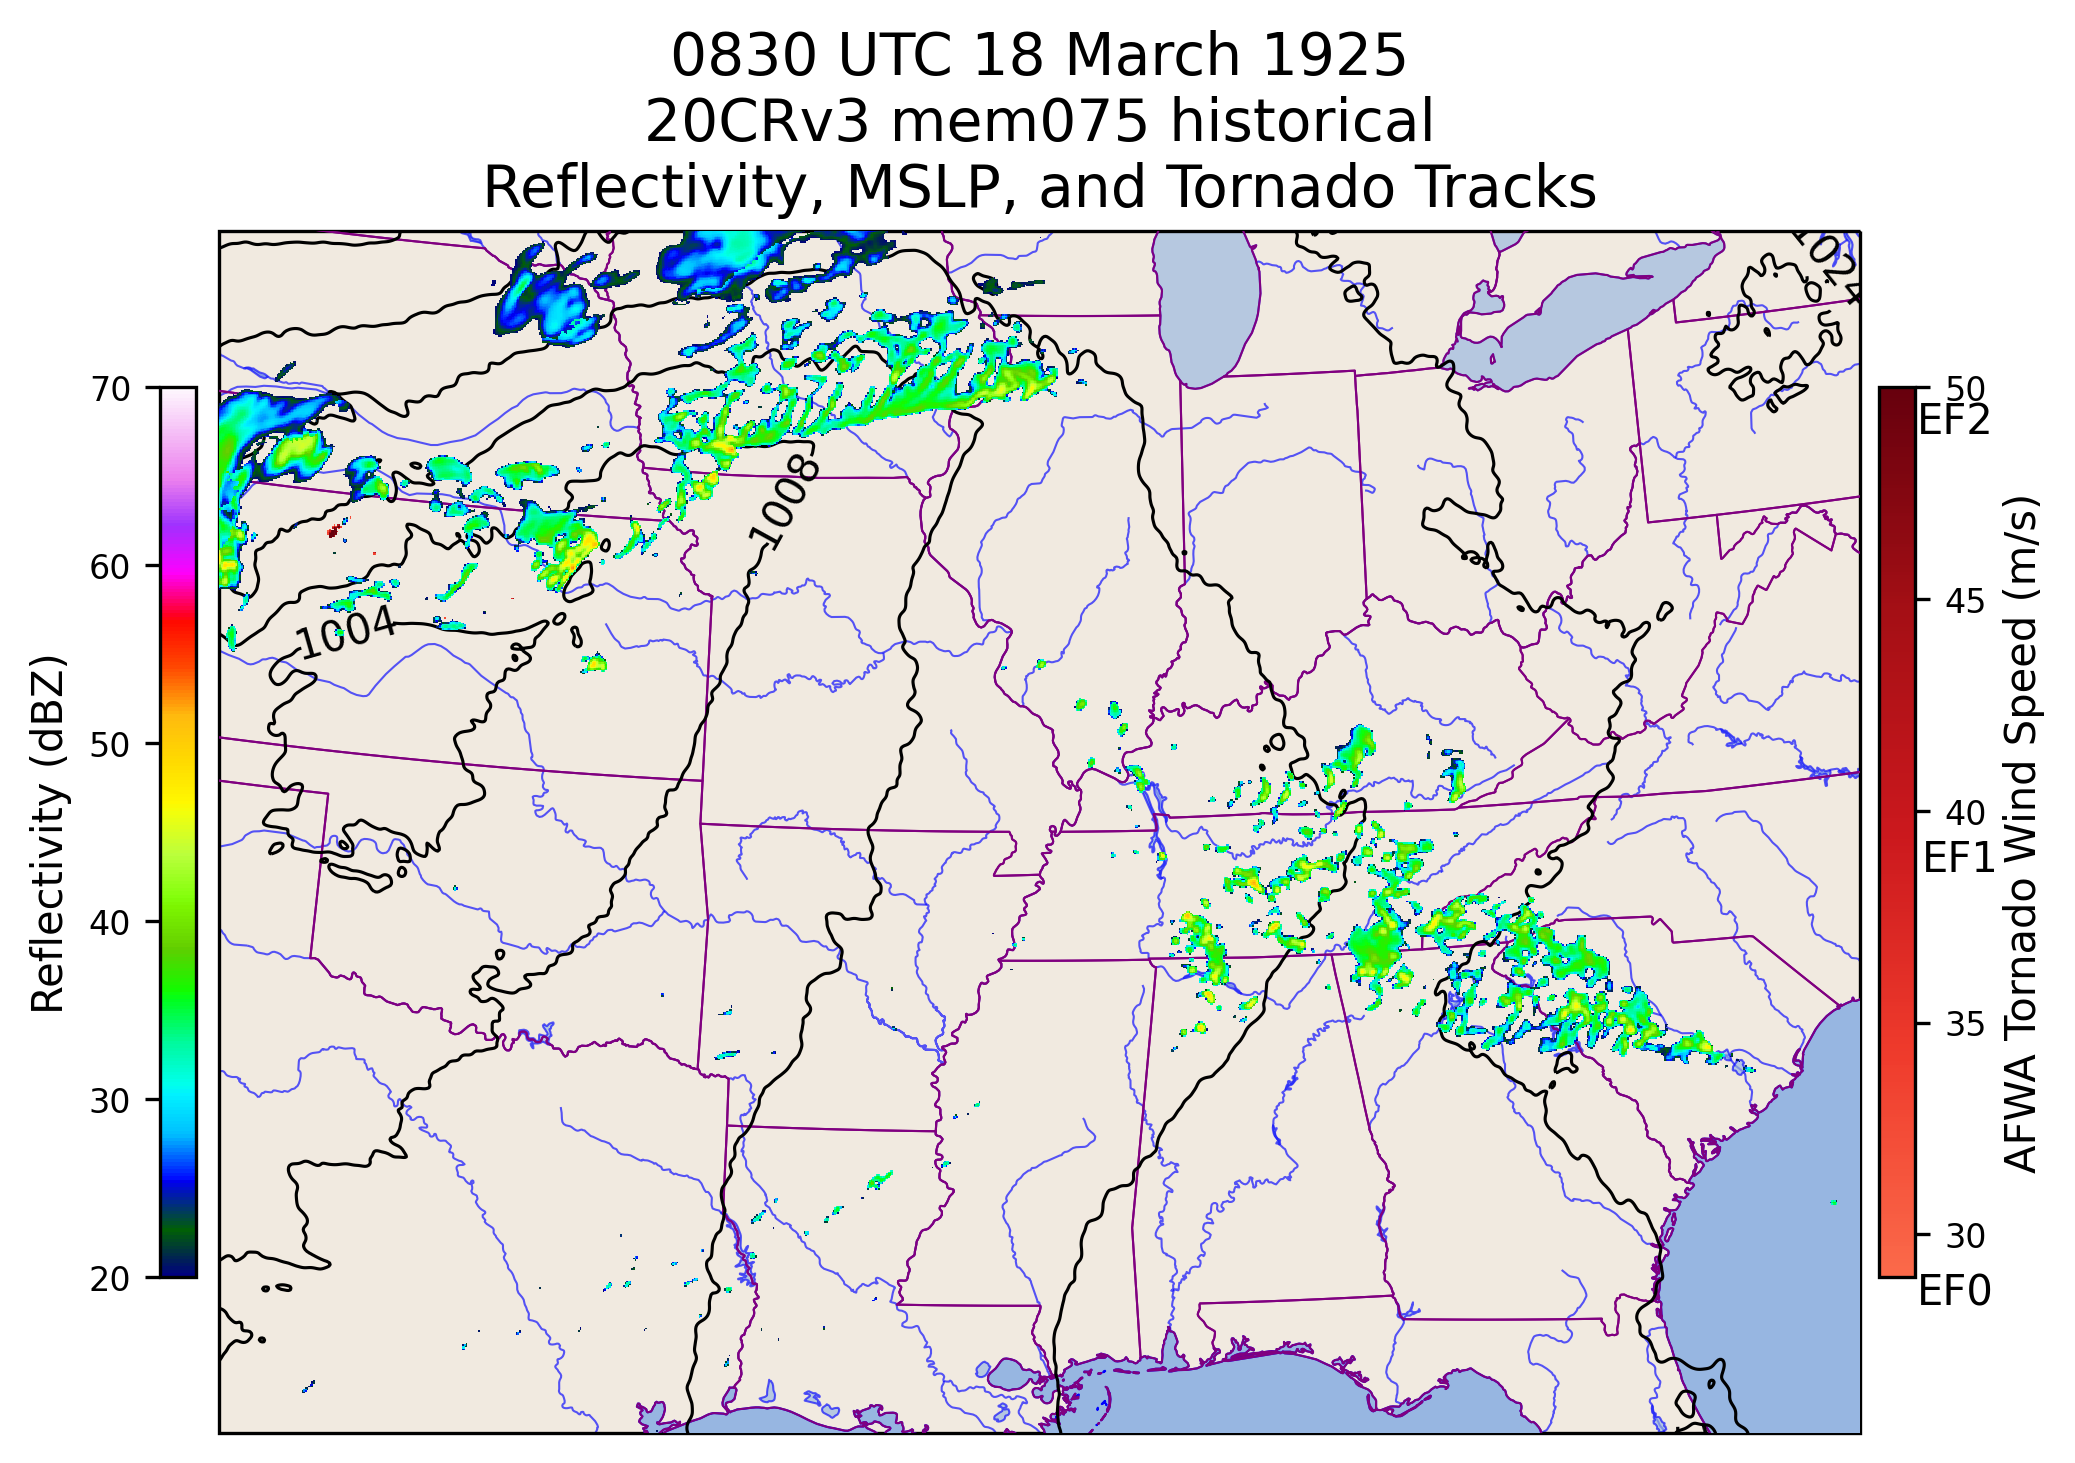 0830 UTC 18 March 1925
20CRv3 mem075 historical
Reflectivity, MSLP, and Tornado Tracks
1024
1008
1004
Reflectivity (dBZ)
70
60
50
40
30
20
50
EF2
45
40
EF1
35
30
EF0
AFWA Tornado Wind Speed (m/s)